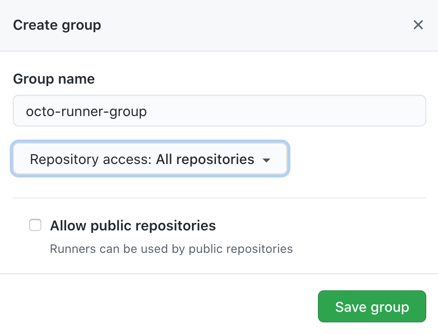 Create group
Group name
octo-runner-group
Repository access: All repositories
Allow public repositories
Runners can be used by public repositories
Save group